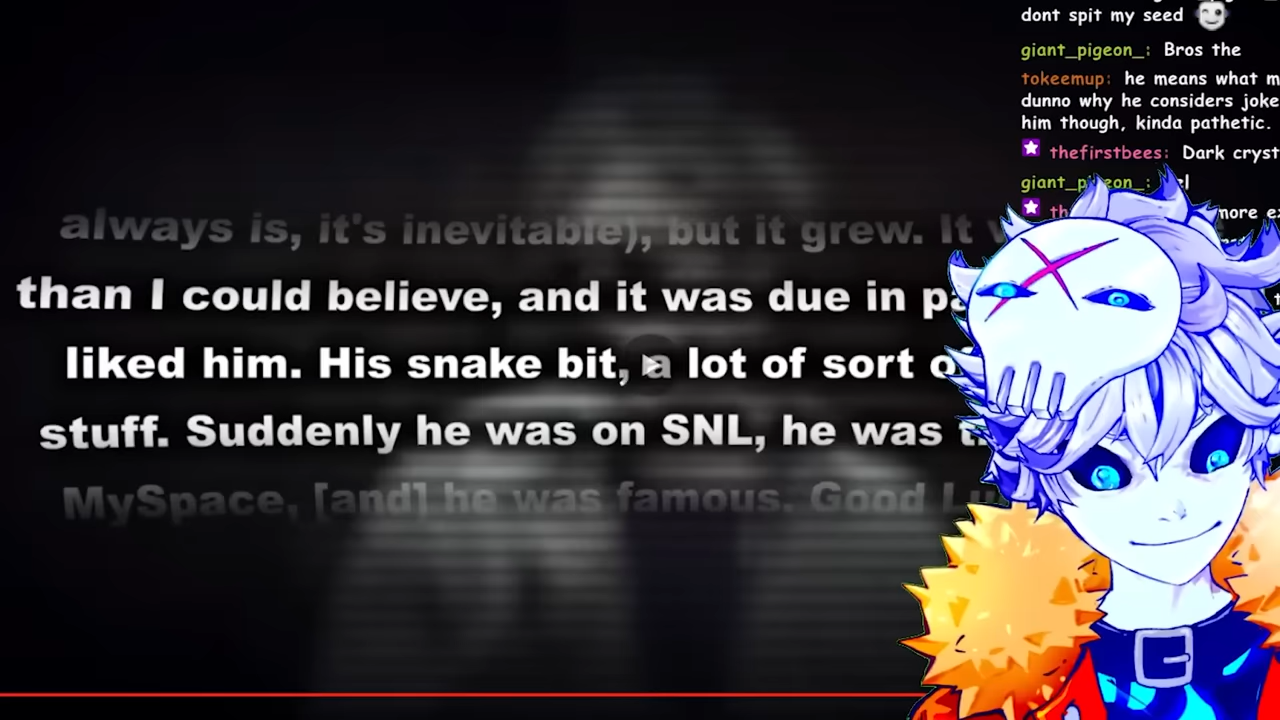 dont spit my seed
giant_pigeon_: Bros the
tokeemup: he means what m
dunno why he considers joke
him though, kinda pathetic.
thefirstbees: Dark cryst
more ex
always is, it's inevitable), but it grew. It
than I could believe, and it was due in
liked him. His snake bit, a lot of sort
stuff. Suddenly he was on SNL, he was
MySpace, [and] he was famous. Good